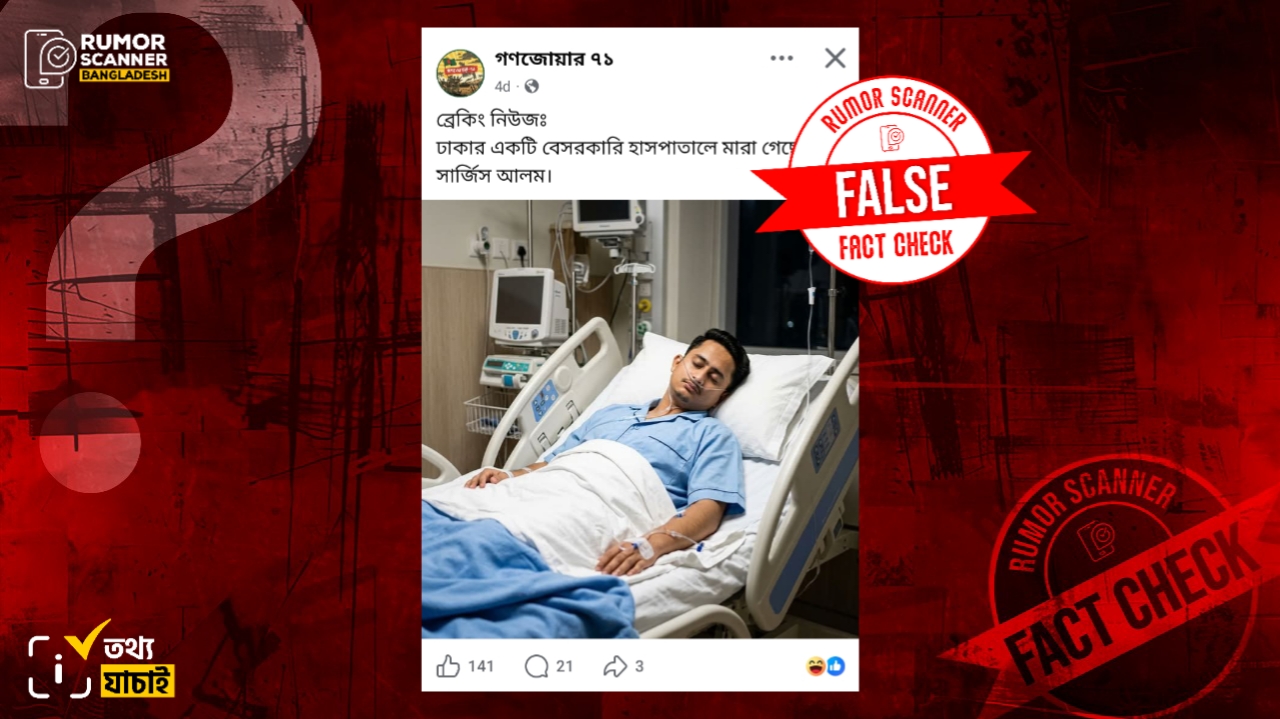 RUMOR
SCANNER
BANGLADESH
গণজোয়ার ৭১
4d
ব্রেকিং নিউজঃ
ঢাকার একটি বেসরকারি হাসপাতালে মারা
সার্জিস আলম।
RUMOR SCANNER
FALSE
FACT CHECK
141
21
3
RUMOR SCANNER
FACT CHECK
i
তথ্য
যাচাই